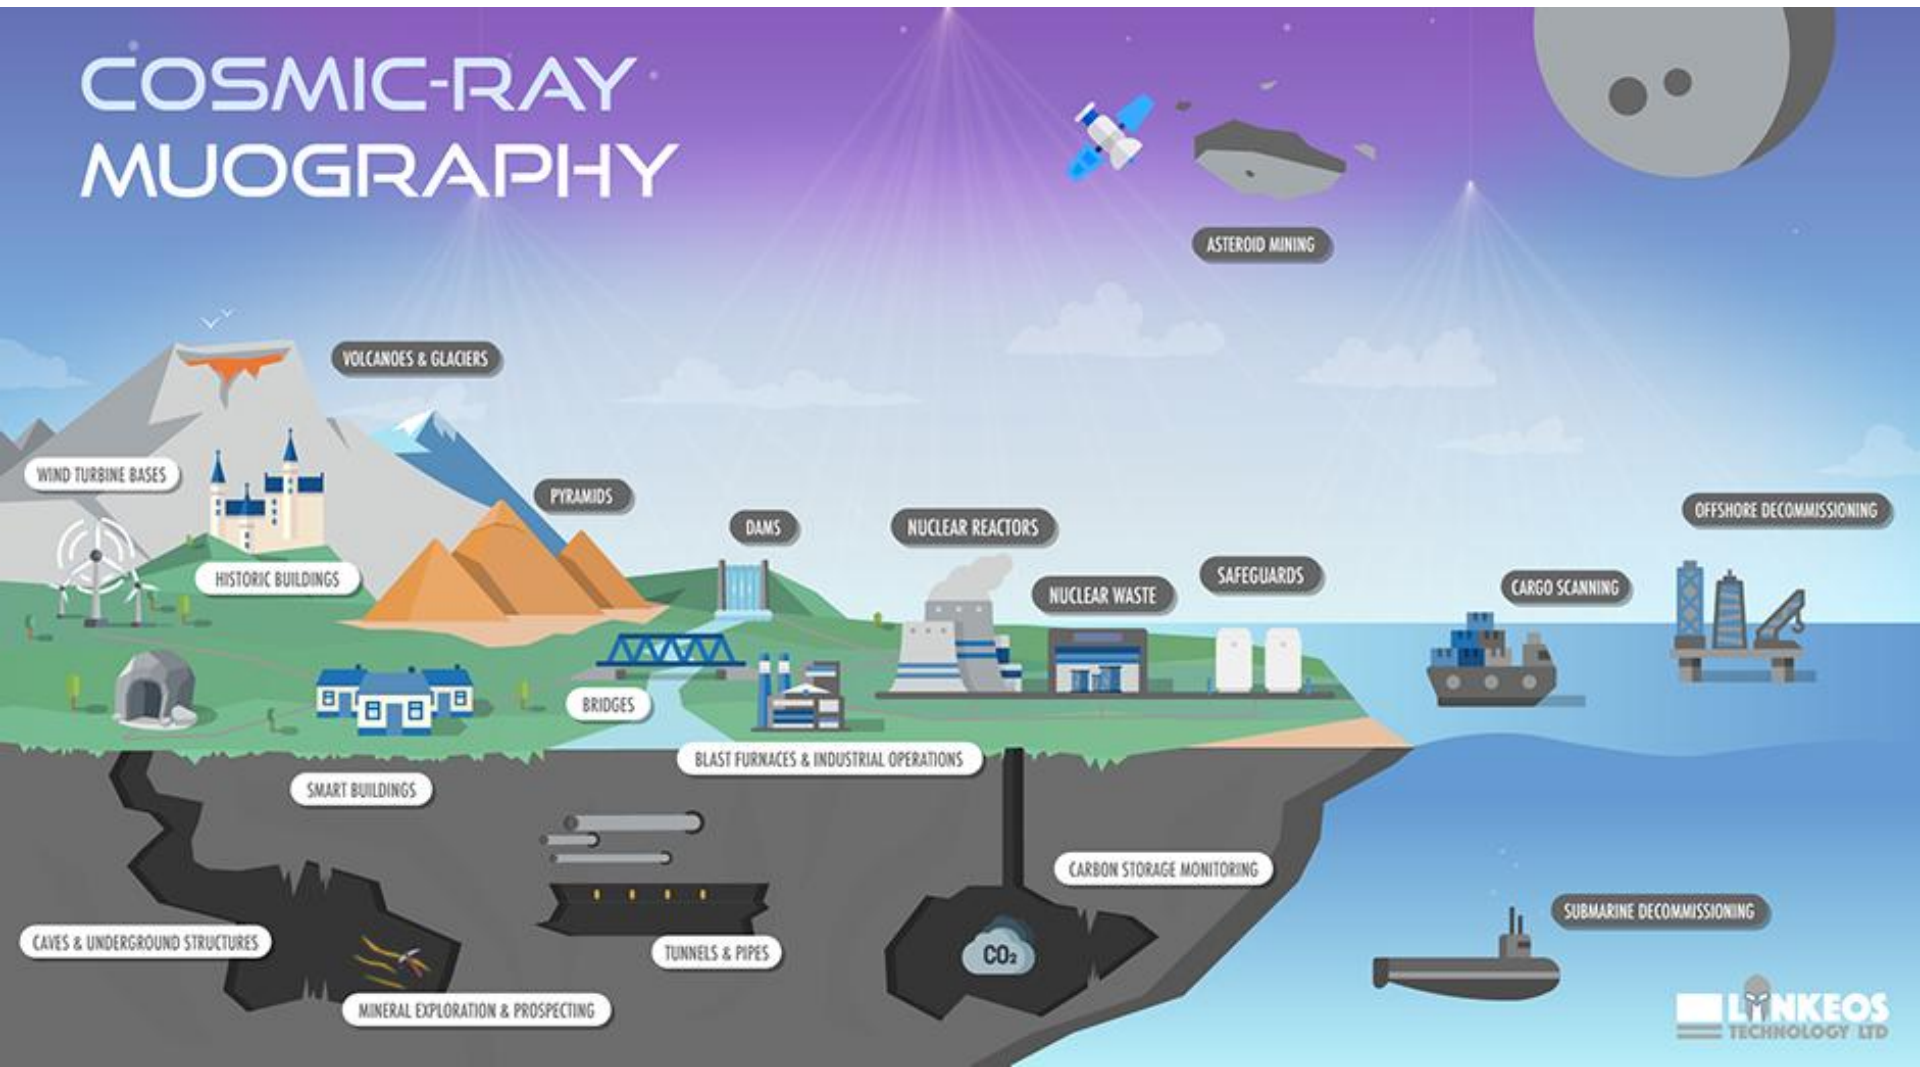 COSMIC-RAY
MUOGRAPHY
ASTEROID MINING
VOLCANOES & GLACIERS
WIND TURBINE BASES
PYRAMIDS
HISTORIC BUILDINGS
DAMS
NUCLEAR REACTORS
NUCLEAR WASTE
SAFEGUARDS
CARGO SCANNING
OFFSHORE DECOMMISSIONING
BRIDGES
BLAST FURNACES & INDUSTRIAL OPERATIONS
SMART BUILDINGS
CARBON STORAGE MONITORING
CAVES & UNDERGROUND STRUCTURES
TUNNELS & PIPES
CO₂
SUBMARINE DECOMMISSIONING
MINERAL EXPLORATION & PROSPECTING
LYNKEOS
TECHNOLOGY LTD